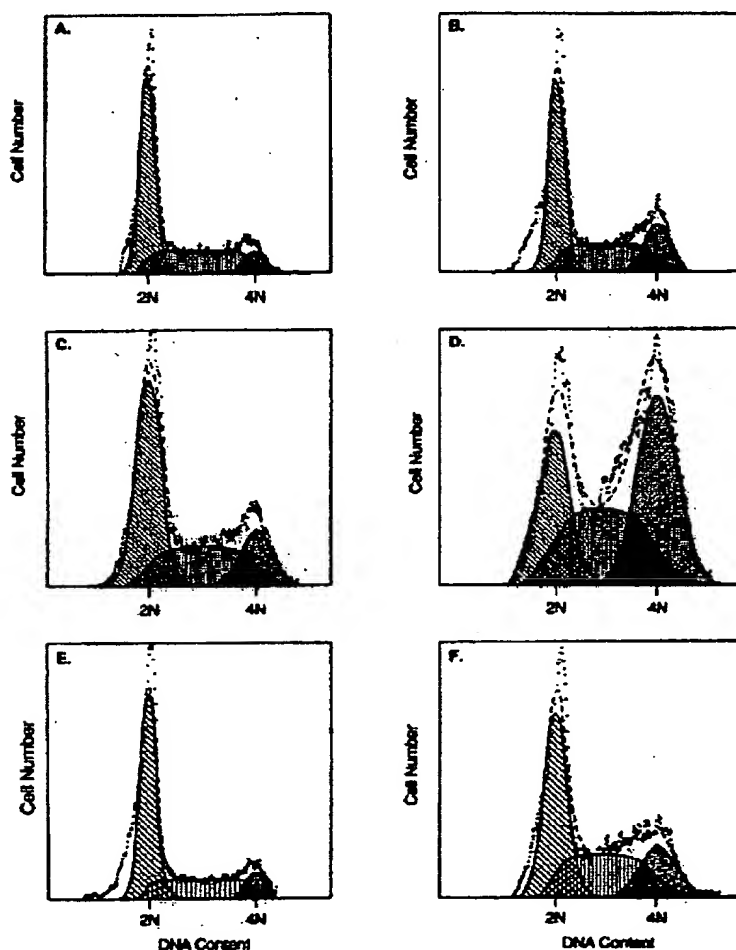 A.
Cell Number
2N 4N
B.
Cell Number
2N 4N
C.
Cell Number
2N 4N
D.
Cell Number
2N 4N
E.
Cell Number
2N 4N
DNA Content
F.
Cell Number
2N 4N
DNA Content